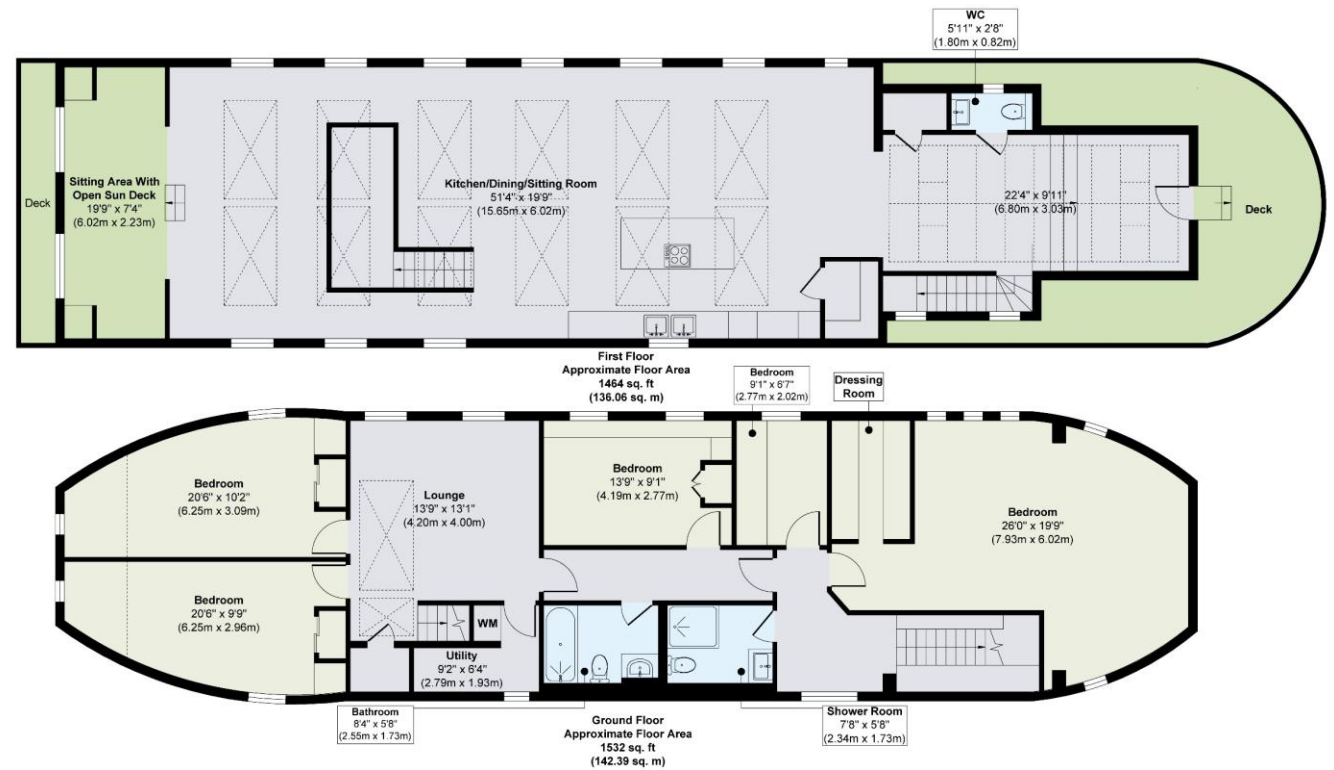 WC
5'11" x 2'8"
(1.80m x 0.82m)
Deck
Sitting Area With
Open Sun Deck
19'9" x 7'4"
(6.02m x 2.23m)
Kitchen/Dining/Sitting Room
51'4" x 19'9"
(15.65m x 6.02m)
22'4" x 9'11"
(6.80m x 3.03m)
Deck
First Floor
Approximate Floor Area
1464 sq. ft
(136.06 sq. m)
Bedroom
9'1" x 6'7"
(2.77m x 2.02m)
Dressing
Room
Bedroom
20'6" x 10'2"
(6.25m x 3.09m)
Lounge
13'9" x 13'1"
(4.20m x 4.00m)
Bedroom
13'9" x 9'1"
(4.19m x 2.77m)
Bedroom
26'0" x 19'9"
(7.93m x 6.02m)
Bedroom
20'6" x 9'9"
(6.25m x 2.96m)
WM
Utility
9'2" x 6'4"
(2.79m x 1.93m)
Bathroom
8'4" x 5'8"
(2.55m x 1.73m)
Ground Floor
Approximate Floor Area
1532 sq. ft
(142.39 sq. m)
Shower Room
7'8" x 5'8"
(2.34m x 1.73m)